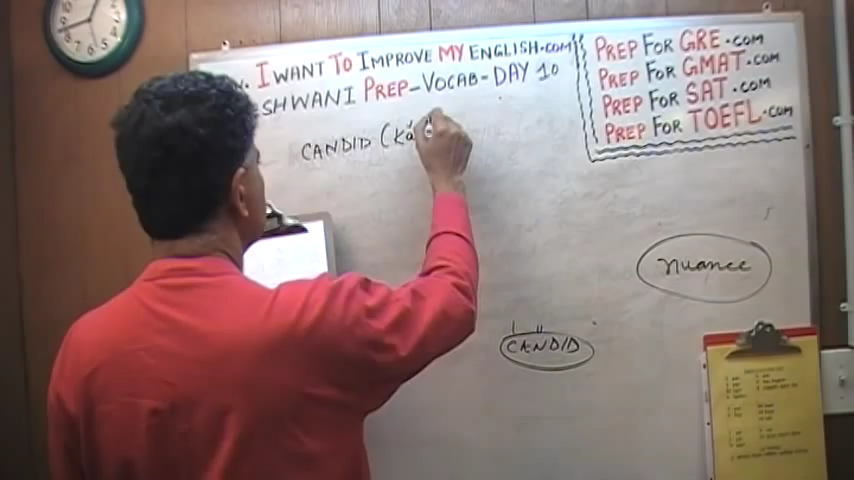 I WANT TO IMPROVE MY ENGLISH.COM
SHWANI PREP-VOCAB-DAY 10
PREP FOR GRE.COM
PREP FOR GMAT.COM
PREP FOR SAT.COM
PREP FOR TOEFL.COM
CANDID (Ka
nuance
CANDID